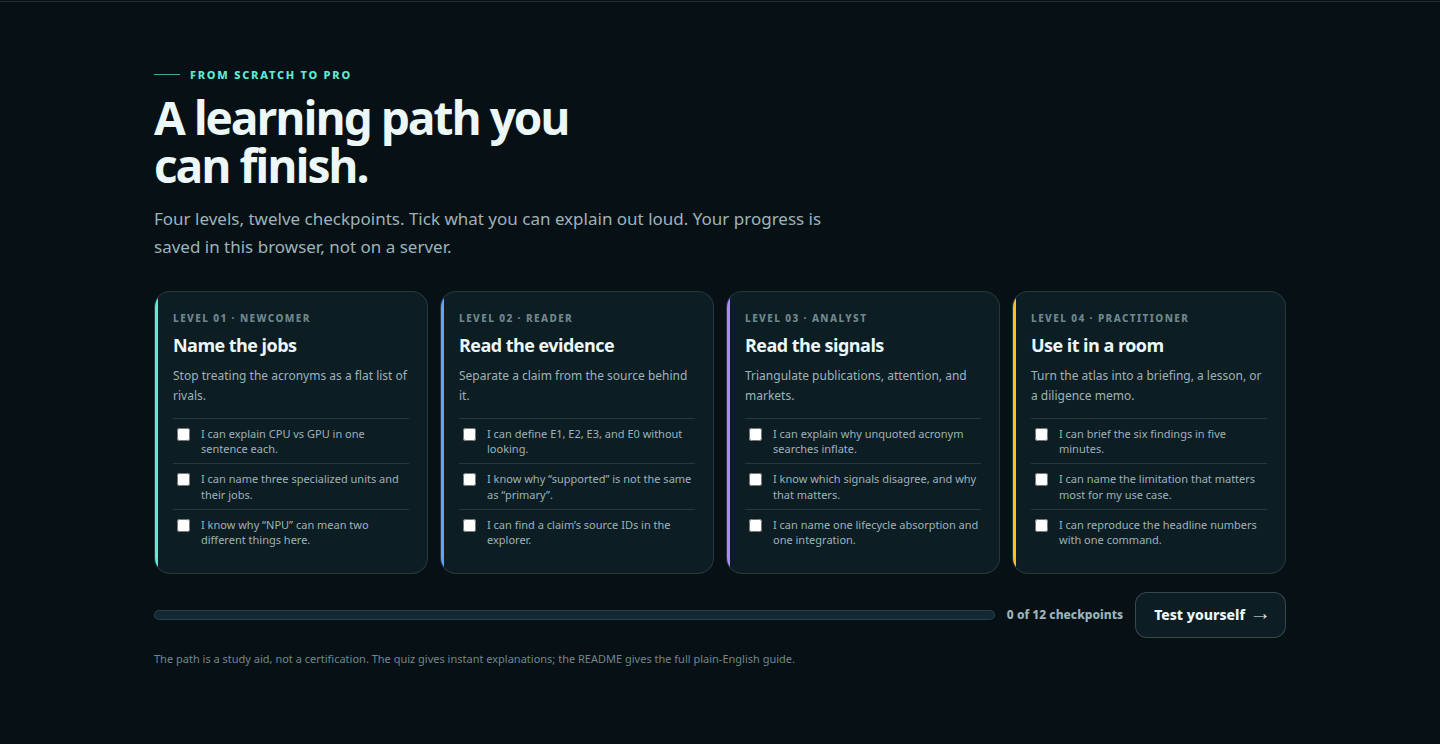 FROM SCRATCH TO PRO
A learning path you
can finish.
Four levels, twelve checkpoints. Tick what you can explain out loud. Your progress is
saved in this browser, not on a server.
LEVEL 01 · NEWCOMER
Name the jobs
Stop treating the acronyms as a flat list of
rivals.
I can explain CPU vs GPU in one
sentence each.
I can name three specialized units and
their jobs.
I know why “NPU” can mean two
different things here.
LEVEL 02 · READER
Read the evidence
Separate a claim from the source behind
it.
I can define E1, E2, E3, and E0 without
looking.
I know why “supported” is not the same
as “primary”.
I can find a claim’s source IDs in the
explorer.
LEVEL 03 · ANALYST
Read the signals
Triangulate publications, attention, and
markets.
I can explain why unquoted acronym
searches inflate.
I know which signals disagree, and why
that matters.
I can name one lifecycle absorption and
one integration.
LEVEL 04 · PRACTITIONER
Use it in a room
Turn the atlas into a briefing, a lesson, or
a diligence memo.
I can brief the six findings in five
minutes.
I can name the limitation that matters
most for my use case.
I can reproduce the headline numbers
with one command.
0 of 12 checkpoints
Test yourself →
The path is a study aid, not a certification. The quiz gives instant explanations; the README gives the full plain-English guide.